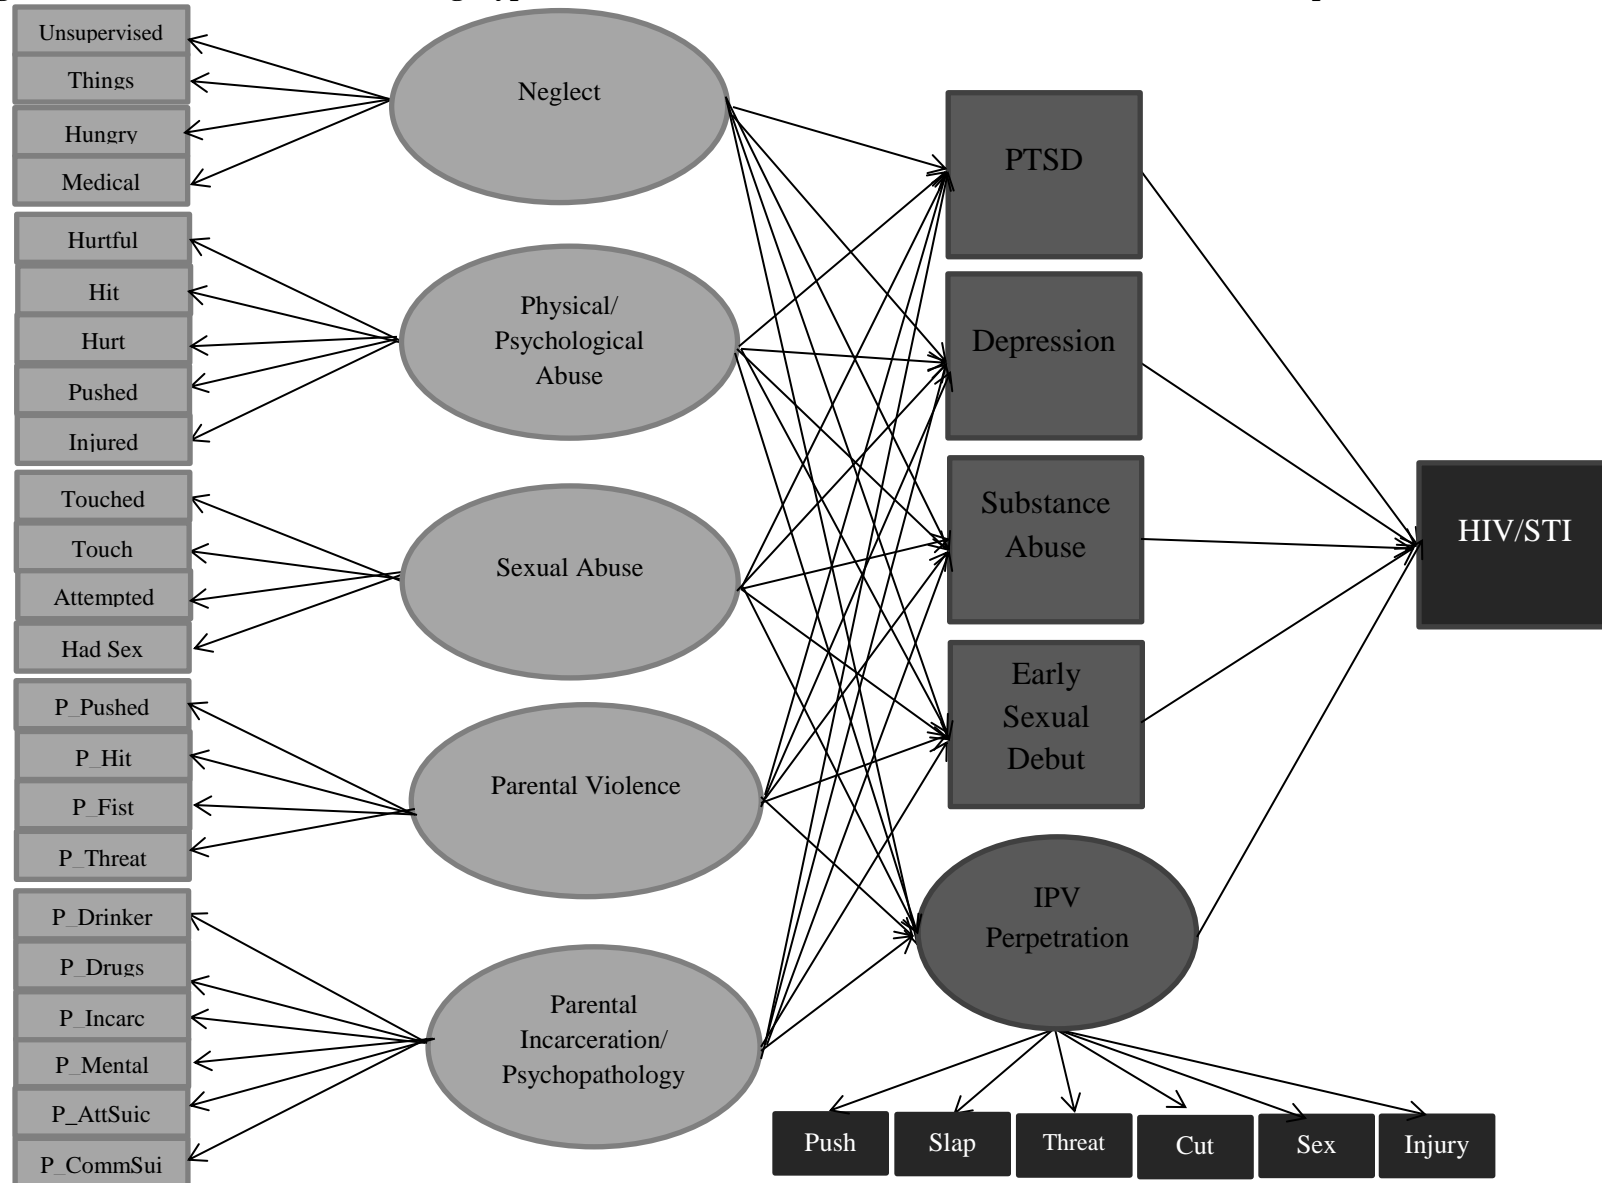 Unsupervised
Things
Hungry
Medical
Hurtful
Hit
Hurt
Pushed
Injured
Touched
Touch
Attempted
Had Sex
P_Pushed
P_Hit
P_Fist
P_Threat
P_Drinker
P_Drugs
P_Incarc
P_Mental
P_AttSuic
P_CommSui
Neglect
Physical/
Psychological
Abuse
Sexual Abuse
Parental Violence
Parental
Incarceration/
Psychopathology
PTSD
Depression
Substance
Abuse
Early
Sexual
Debut
IPV
Perpetration
Push
Slap
Threat
Cut
Sex
Injury
HIV/STI